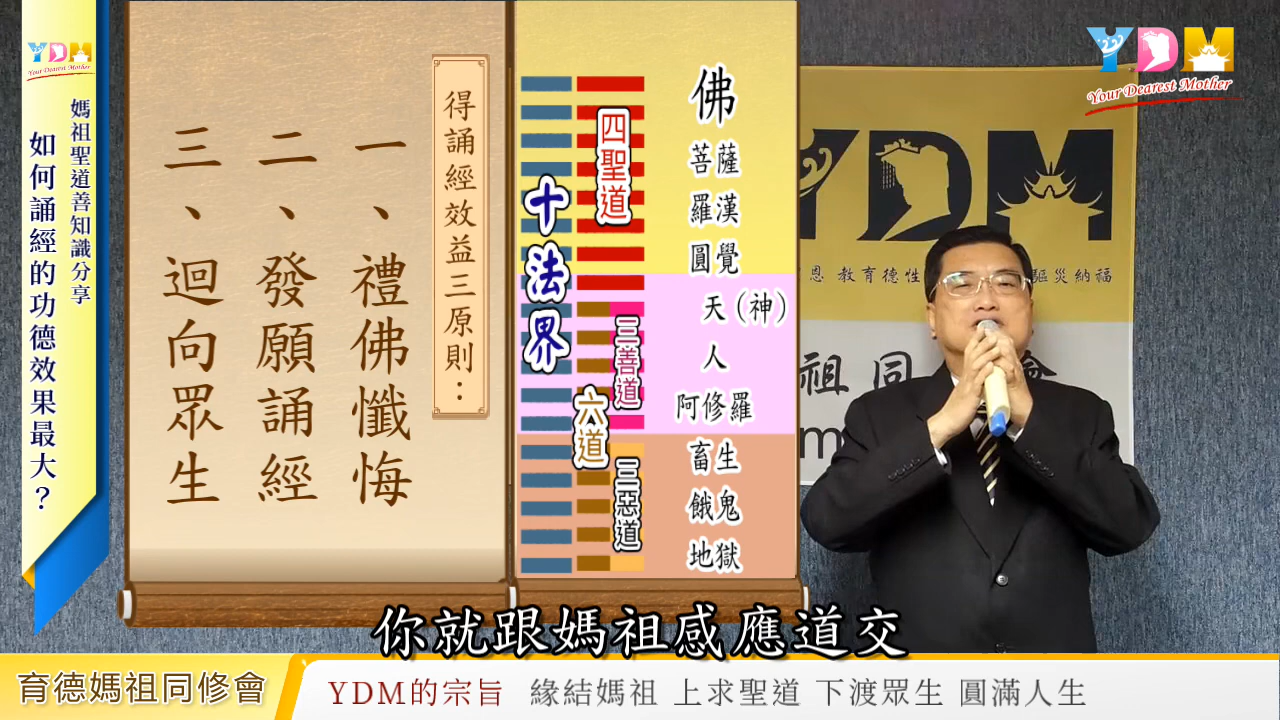 YDM
Your Dearest Mother
媽祖聖道善知識分享
如何誦經的功德效果最大？
得誦經效益三原則：
一、禮佛懺悔
二、發願誦經
三、迴向眾生
十法界
四聖道
六道
三善道
三惡道
佛
菩薩
羅漢
圓覺
天(神)
人
阿修羅
畜生
餓鬼
地獄
YDM
Your Dearest Mother
YDM
恩 教育德性
驅災納福
祖同
會
你就跟媽祖感應道交
育德媽祖同修會
YDM的宗旨 緣結媽祖 上求聖道 下渡眾生 圓滿人生